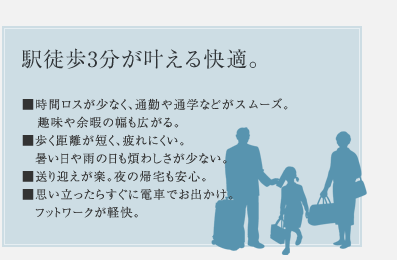 駅徒歩3分が叶える快適。
■時間ロスが少なく、通勤や通学などがスムーズ。
趣味や余暇の幅も広がる。
■歩く距離が短く、疲れにくい。
暑い日や雨の日も煩わしさが少ない。
■送り迎えが楽。夜の帰宅も安心。
■思い立ったらすぐに電車でお出かけ。
フットワークが軽快。